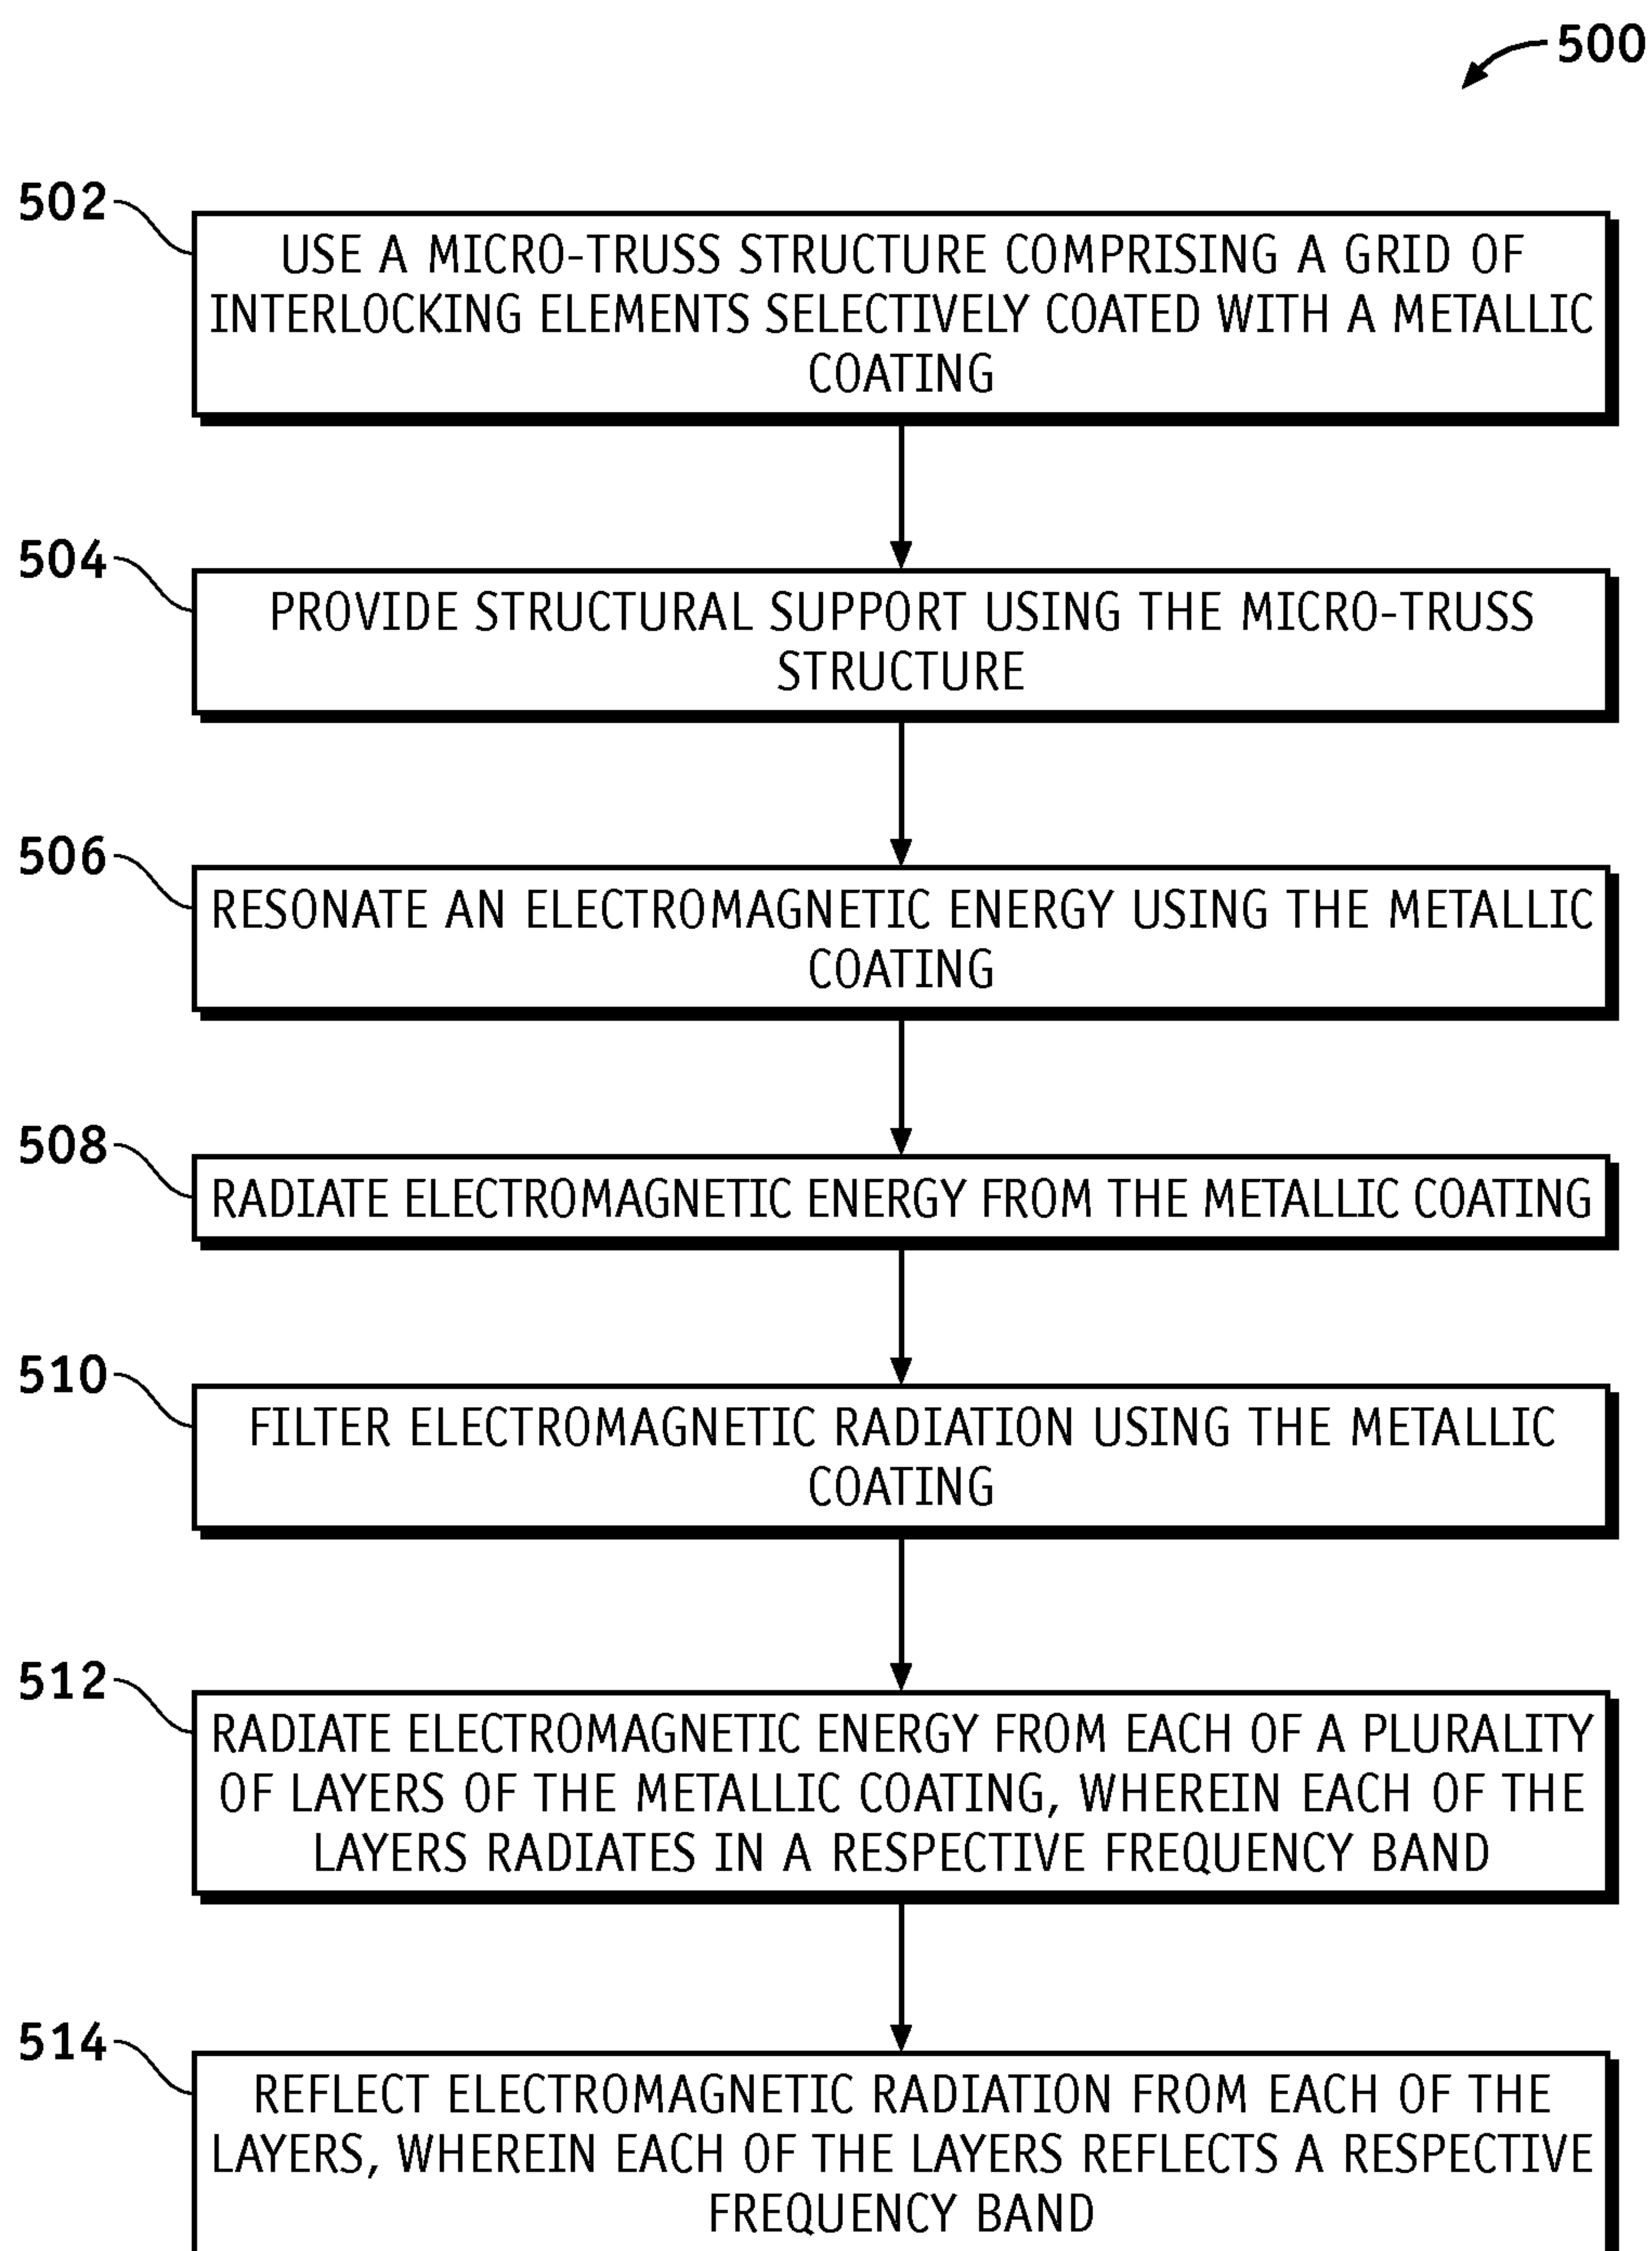 500
502
USE A MICRO-TRUSS STRUCTURE COMPRISING A GRID OF
INTERLOCKING ELEMENTS SELECTIVELY COATED WITH A METALLIC
COATING
504
PROVIDE STRUCTURAL SUPPORT USING THE MICRO-TRUSS
STRUCTURE
506
RESONATE AN ELECTROMAGNETIC ENERGY USING THE METALLIC
COATING
508
RADIATE ELECTROMAGNETIC ENERGY FROM THE METALLIC COATING
510
FILTER ELECTROMAGNETIC RADIATION USING THE METALLIC
COATING
512
RADIATE ELECTROMAGNETIC ENERGY FROM EACH OF A PLURALITY
OF LAYERS OF THE METALLIC COATING, WHEREIN EACH OF THE
LAYERS RADIATES IN A RESPECTIVE FREQUENCY BAND
514
REFLECT ELECTROMAGNETIC RADIATION FROM EACH OF THE
LAYERS, WHEREIN EACH OF THE LAYERS REFLECTS A RESPECTIVE
FREQUENCY BAND